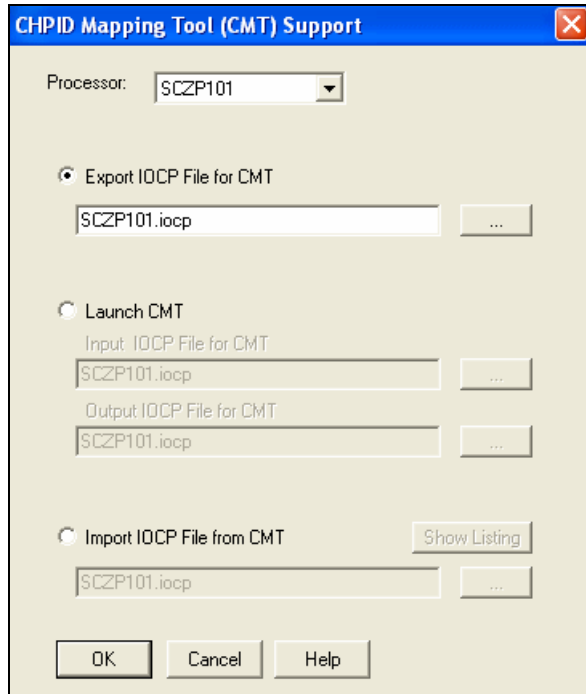 CHPID Mapping Tool (CMT) Support
Processor: SCZP101
Export IOCP File for CMT
SCZP101.iocp ...
Launch CMT
Input IOCP File for CMT
SCZP101.iocp ...
Output IOCP File for CMT
SCZP101.iocp ...
Import IOCP File from CMT Show Listing
SCZP101.iocp ...
OK Cancel Help